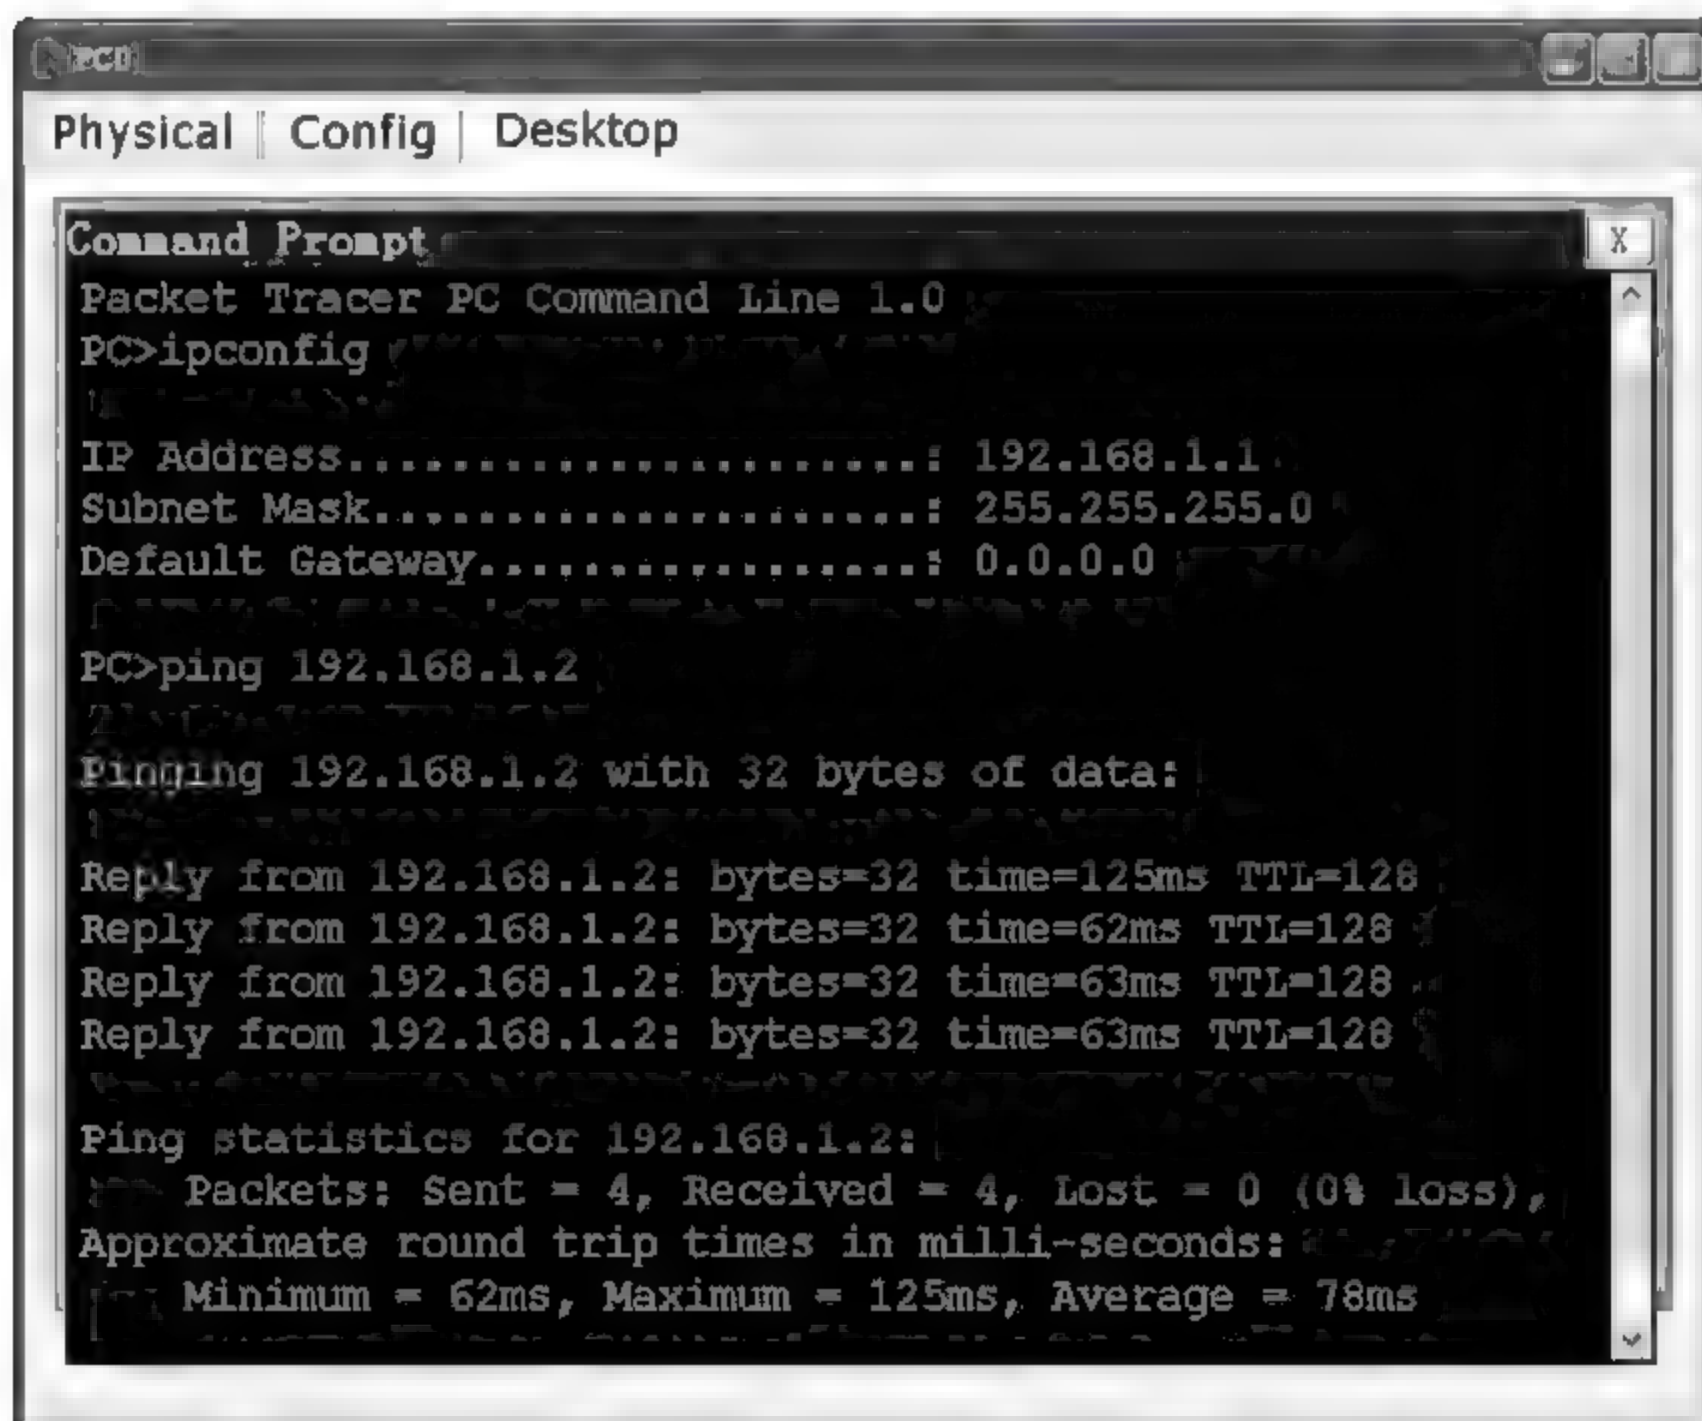 PC0
Physical Config Desktop
Command Prompt
X
Packet Tracer PC Command Line 1.0
PC>ipconfig
IP Address......................: 192.168.1.1
Subnet Mask.....................: 255.255.255.0
Default Gateway.................: 0.0.0.0
PC>ping 192.168.1.2
Pinging 192.168.1.2 with 32 bytes of data:
Reply from 192.168.1.2: bytes=32 time=125ms TTL=128
Reply from 192.168.1.2: bytes=32 time=62ms TTL=128
Reply from 192.168.1.2: bytes=32 time=63ms TTL=128
Reply from 192.168.1.2: bytes=32 time=63ms TTL=128
Ping statistics for 192.168.1.2:
Packets: Sent = 4, Received = 4, Lost = 0 (0% loss),
Approximate round trip times in milli-seconds:
Minimum = 62ms, Maximum = 125ms, Average = 78ms